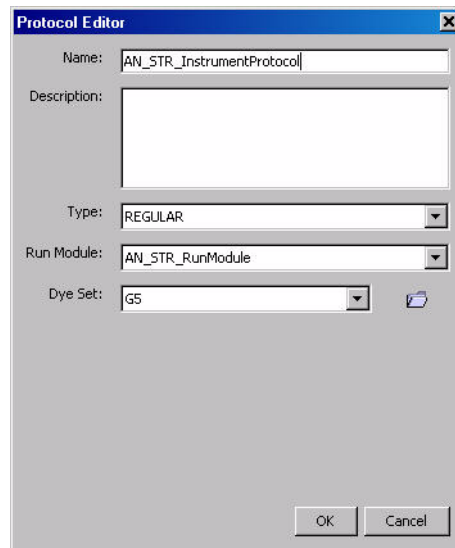 Protocol Editor
Name: AN_STR_InstrumentProtocol
Description:
Type: REGULAR
Run Module: AN_STR_RunModule
Dye Set: G5
OK Cancel